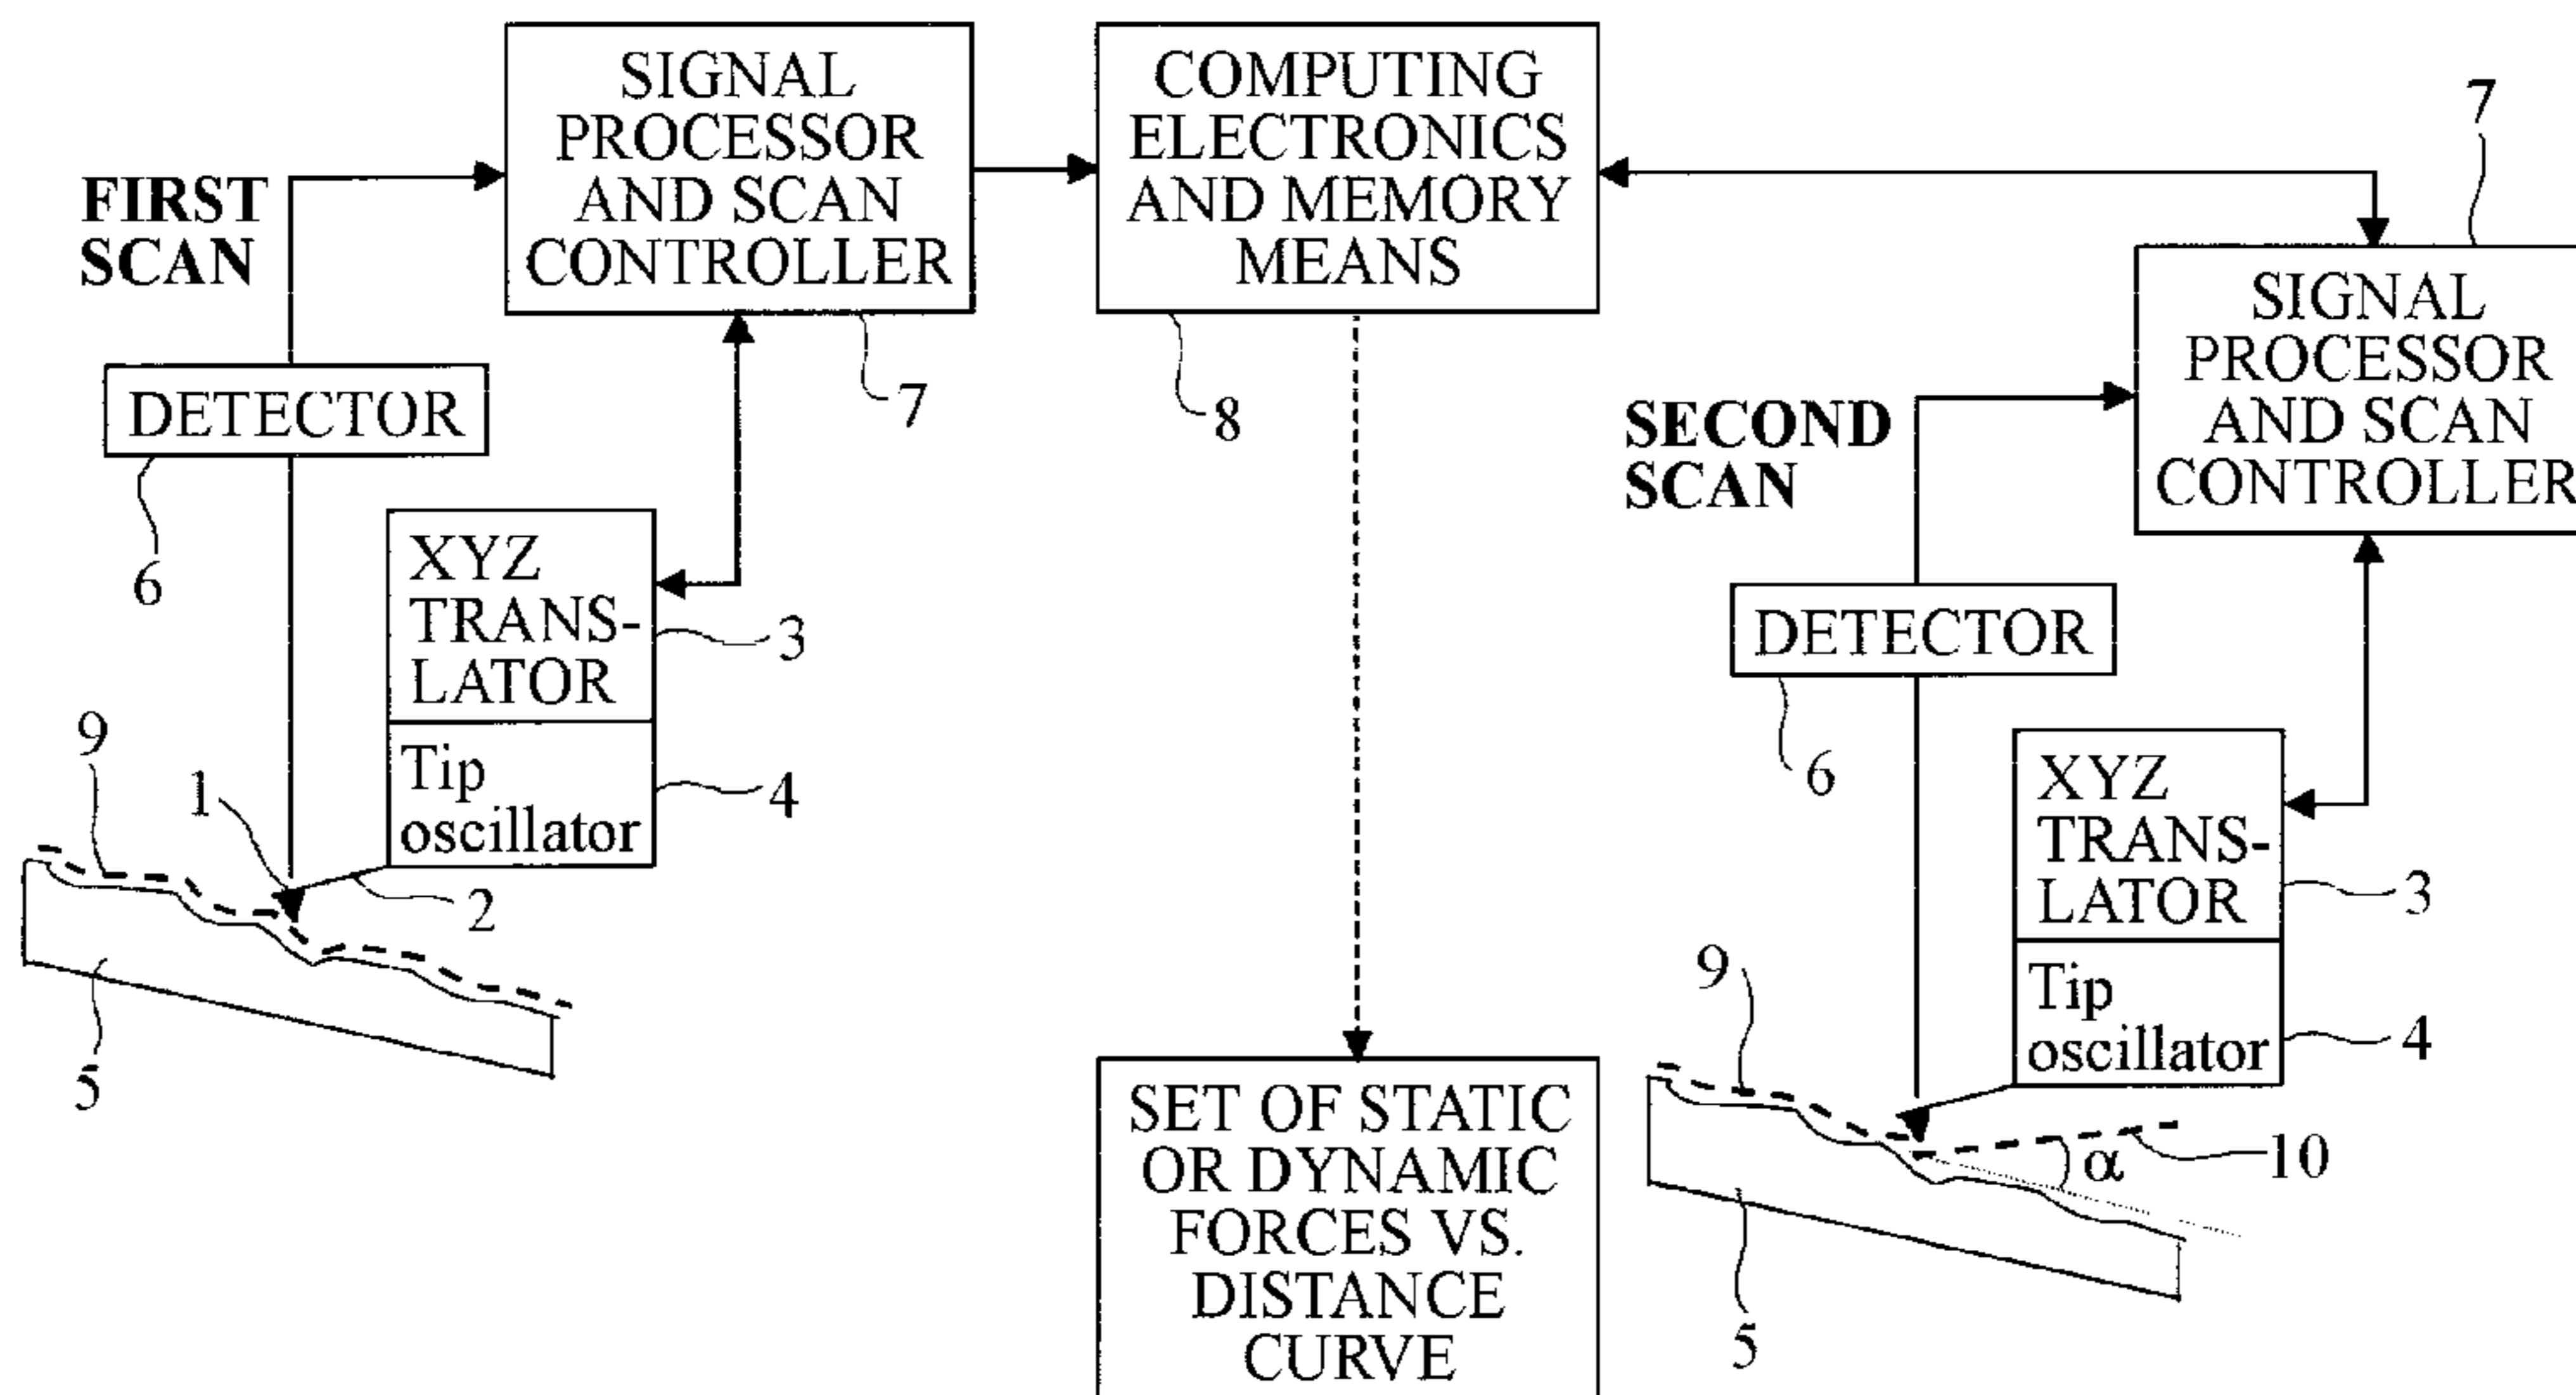 SIGNAL
PROCESSOR
AND SCAN
CONTROLLER
7
COMPUTING
ELECTRONICS
AND MEMORY
MEANS
8
7
SIGNAL
PROCESSOR
AND SCAN
CONTROLLER
FIRST
SCAN
DETECTOR
6
XYZ
TRANS-
LATOR
3
Tip
oscillator
4
9
1
2
5
SECOND
SCAN
DETECTOR
6
XYZ
TRANS-
LATOR
3
Tip
oscillator
4
9
α
10
5
SET OF STATIC
OR DYNAMIC
FORCES VS.
DISTANCE
CURVE